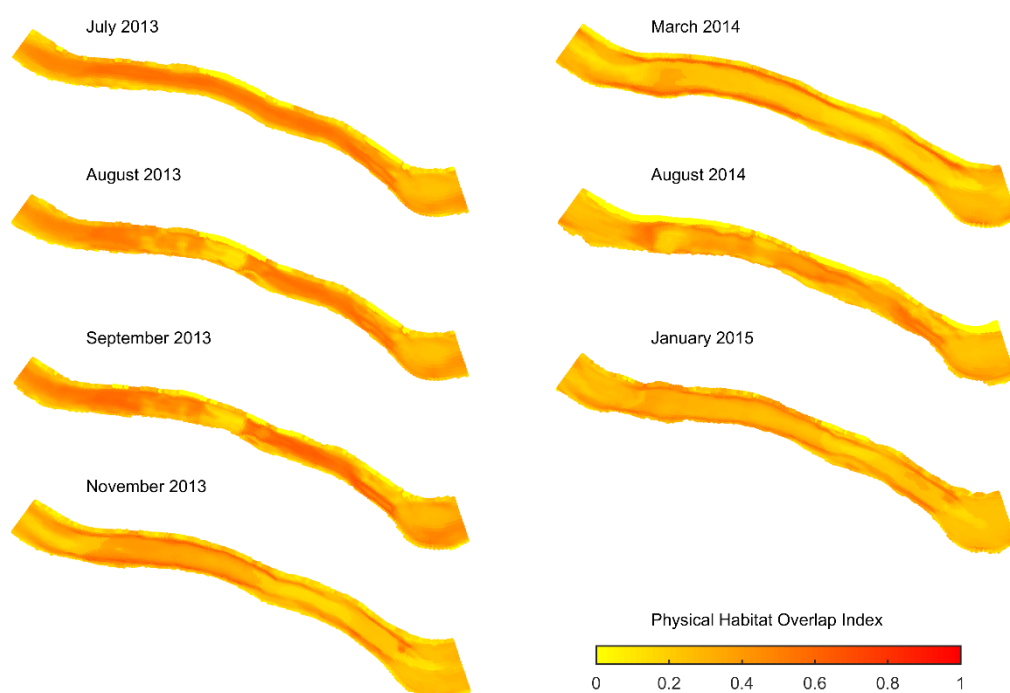 July 2013
August 2013
September 2013
November 2013
March 2014
August 2014
January 2015
Physical Habitat Overlap Index
0 0.2 0.4 0.6 0.8 1